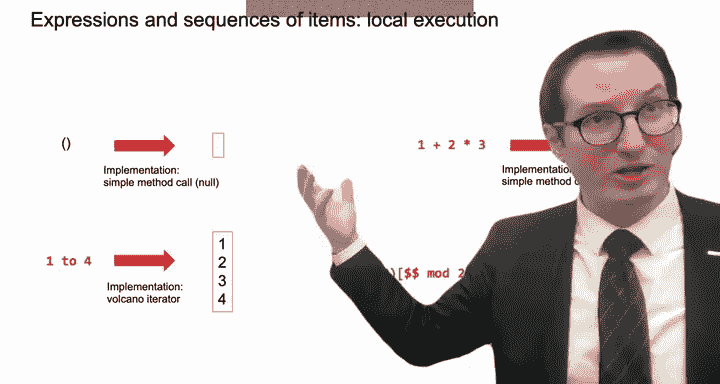 Expressions and sequences of items: local execution
()
Implementation:
simple method call (null)
1 + 2 * 3
simple method
1 to 4
Implementation:
volcano iterator
1
2
3
4
)[$$ mod 2